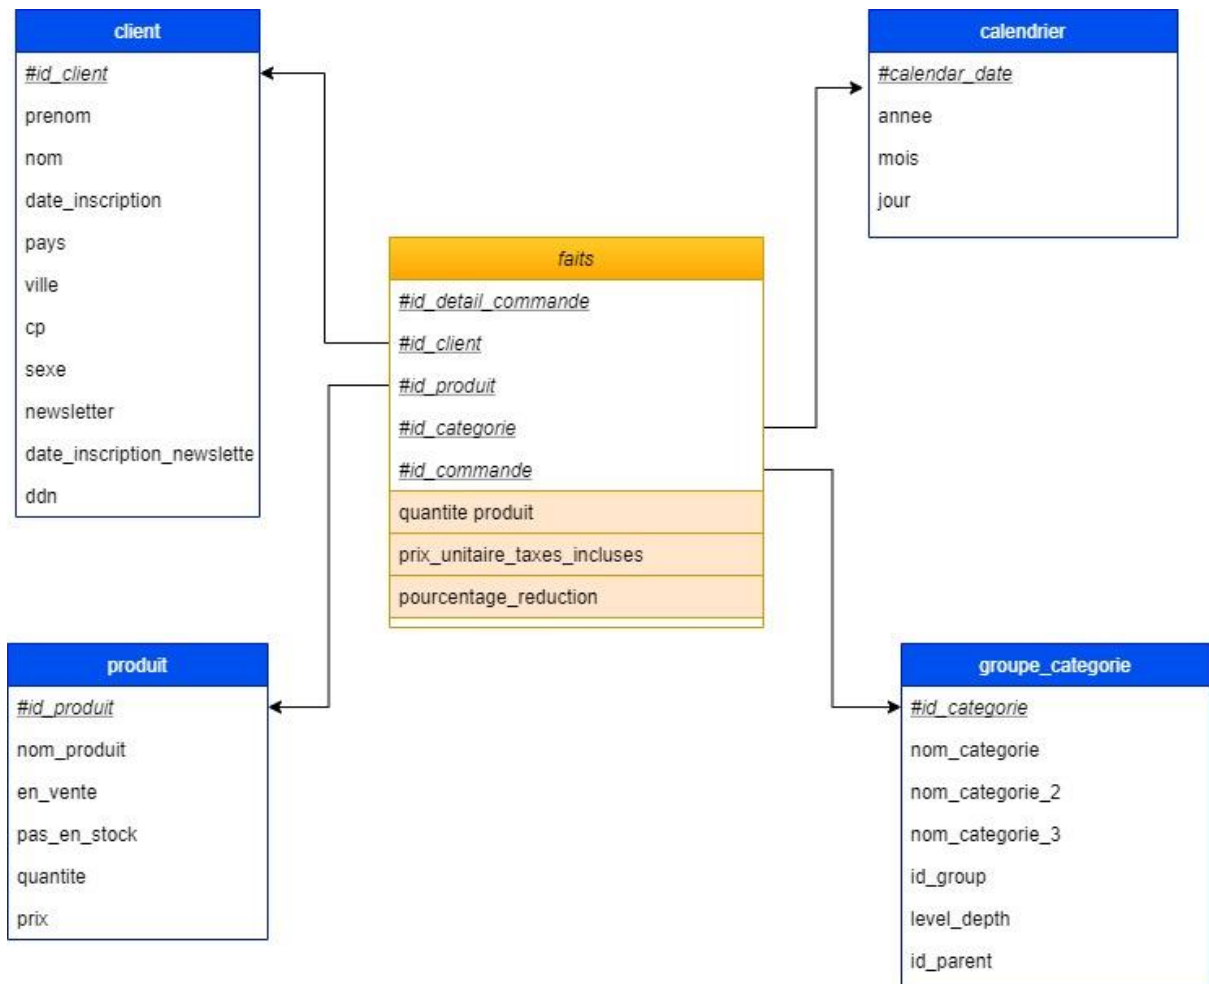 client
#id_client
prenom
nom
date_inscription
pays
ville
cp
sexe
newsletter
date_inscription_newslette
ddn
calendrier
#calendar_date
annee
mois
jour
faits
#id_detail_commande
#id_client
#id_produit
#id_categorie
#id_commande
quantite produit
prix_unitaire_taxes_incluses
pourcentage_reduction
produit
#id_produit
nom_produit
en_vente
pas_en_stock
quantite
prix
groupe_categorie
#id_categorie
nom_categorie
nom_categorie_2
nom_categorie_3
id_group
level_depth
id_parent